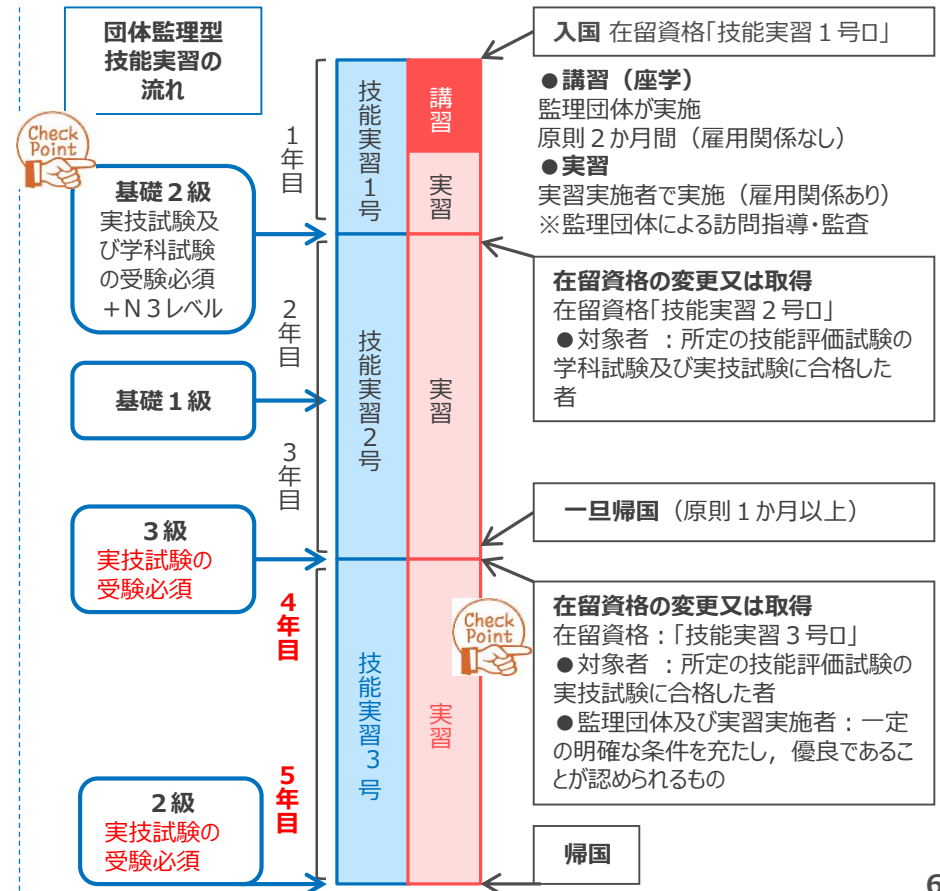 団体監理型
技能実習の
流れ
Check
Point
基礎２級
実技試験及
び学科試験
の受験必須
＋Ｎ３レベル
基礎１級
３級
実技試験の
受験必須
２級
実技試験の
受験必須
１年目
２年目
３年目
４年目
５年目
技能実習１号
技能実習２号
技能実習３号
講習
実習
実習
実習
Check
Point
入国 在留資格「技能実習１号ロ」
●講習（座学）
監理団体が実施
原則２か月間（雇用関係なし）
●実習
実習実施者で実施（雇用関係あり）
※監理団体による訪問指導・監査
在留資格の変更又は取得
在留資格「技能実習２号ロ」
●対象者 ：所定の技能評価試験の
学科試験及び実技試験に合格した
者
一旦帰国（原則１か月以上）
在留資格の変更又は取得
在留資格：「技能実習３号ロ」
●対象者 ：所定の技能評価試験の
実技試験に合格した者
●監理団体及び実習実施者：一定
の明確な条件を充たし，優良であるこ
とが認められるもの
帰国
6